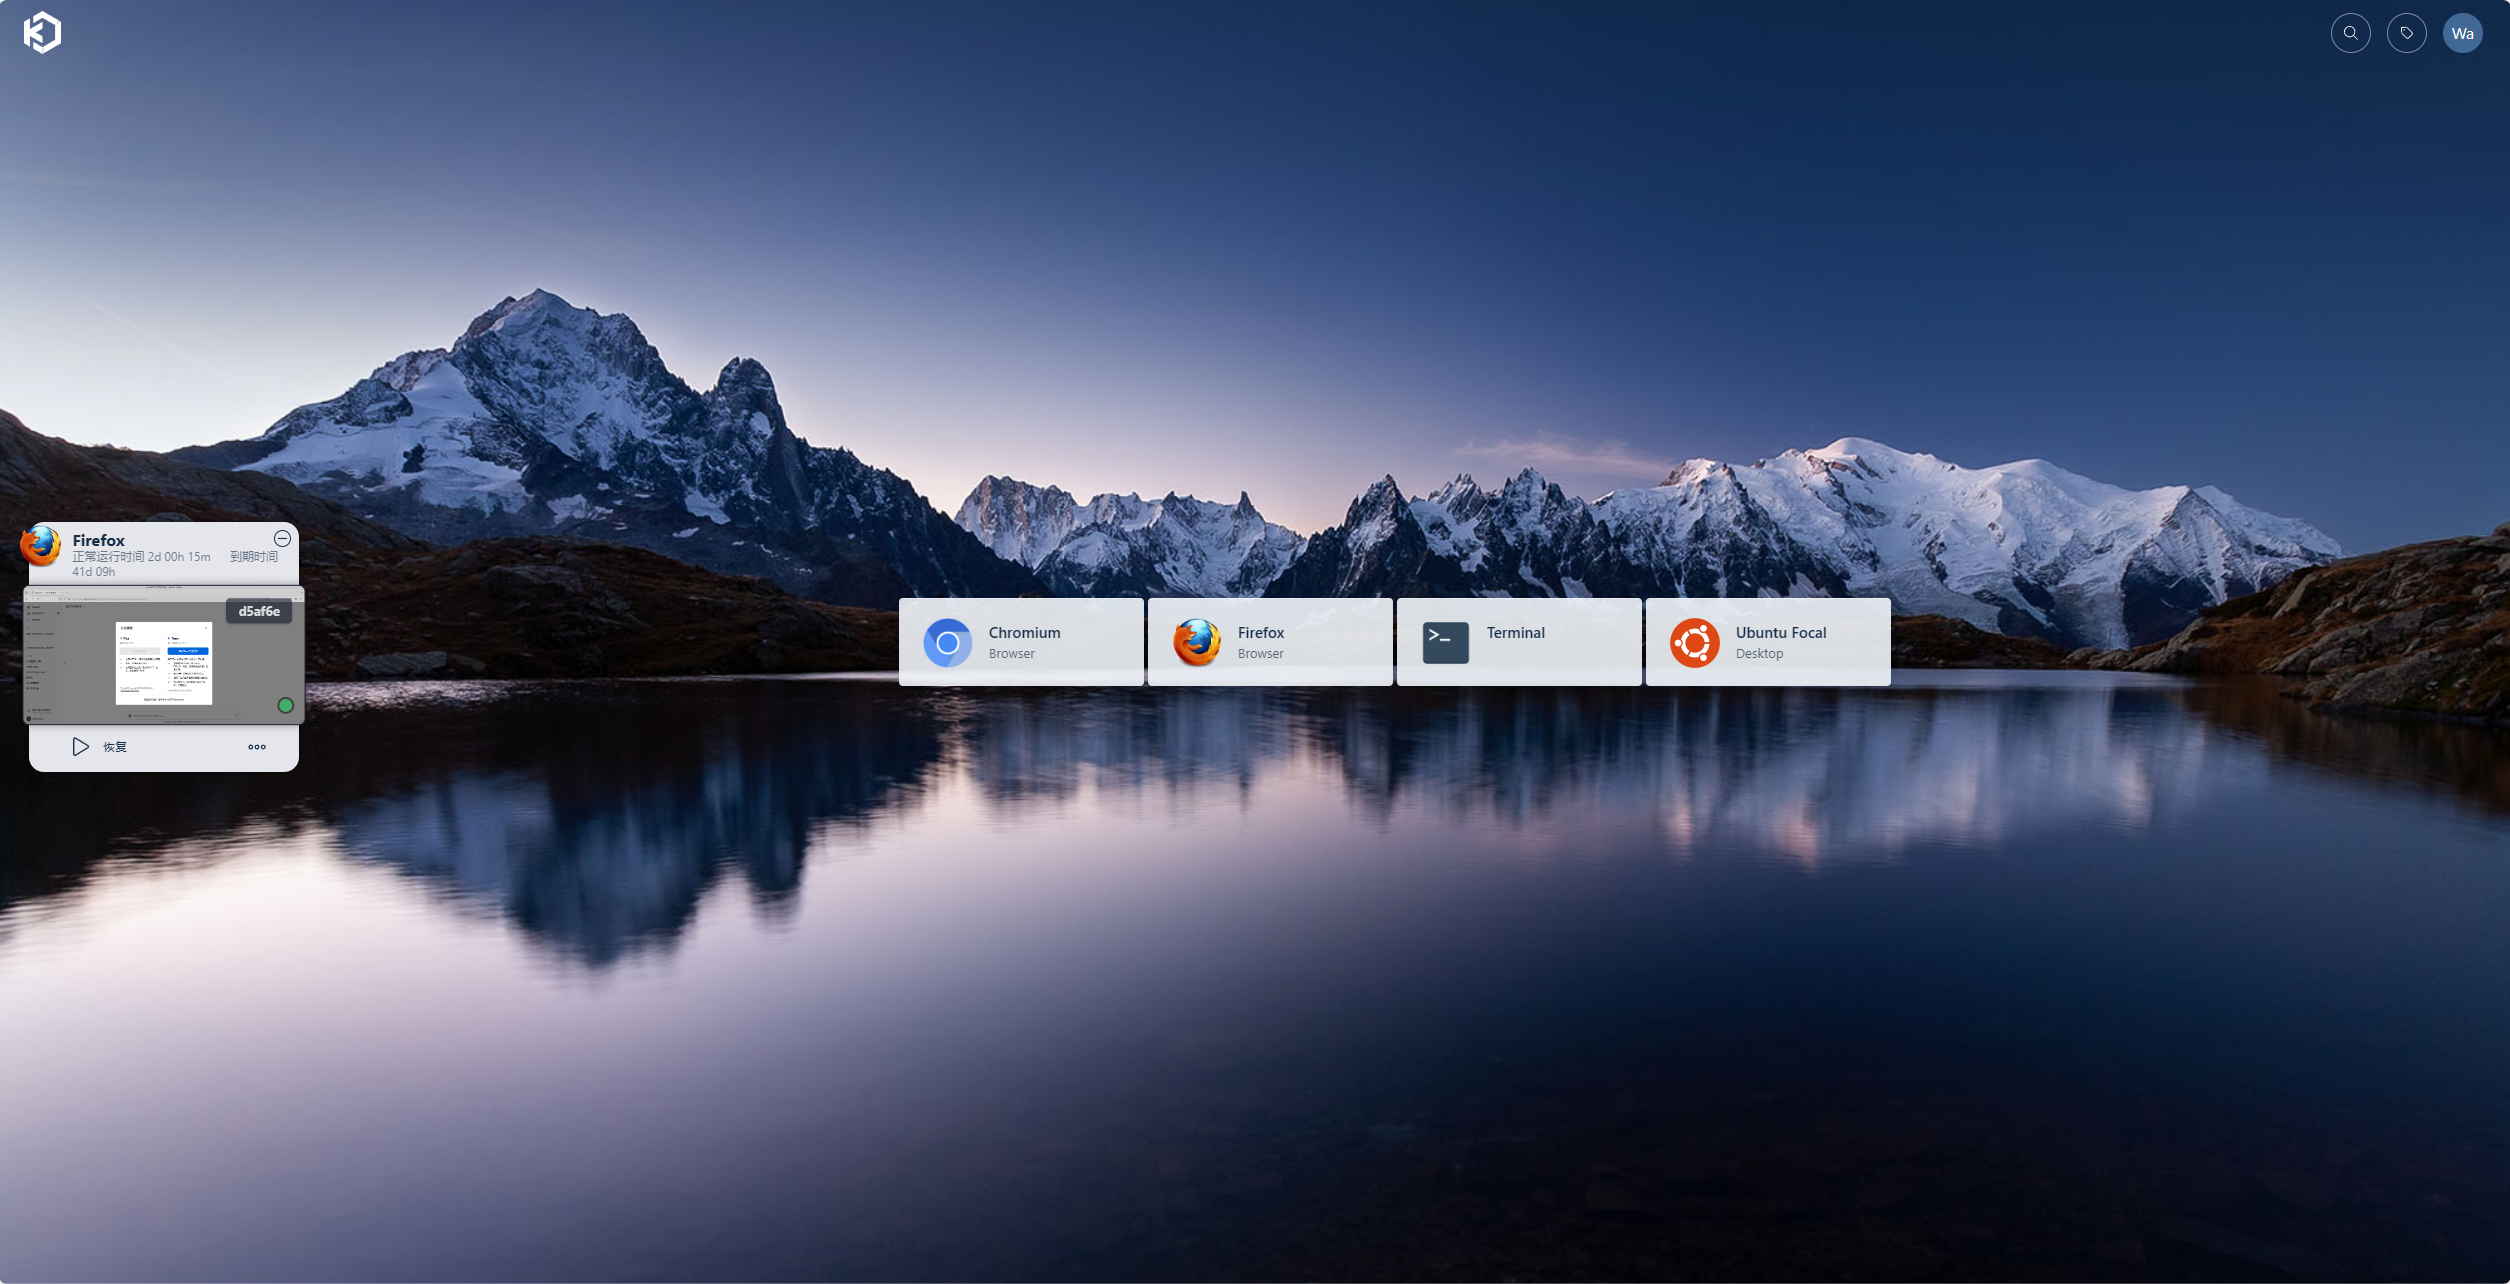 Wa
Firefox
正常运行时间 2d 00h 15m 到期时间
41d 09h
d5af6e
恢复
Chromium
Browser
Firefox
Browser
Terminal
Ubuntu Focal
Desktop